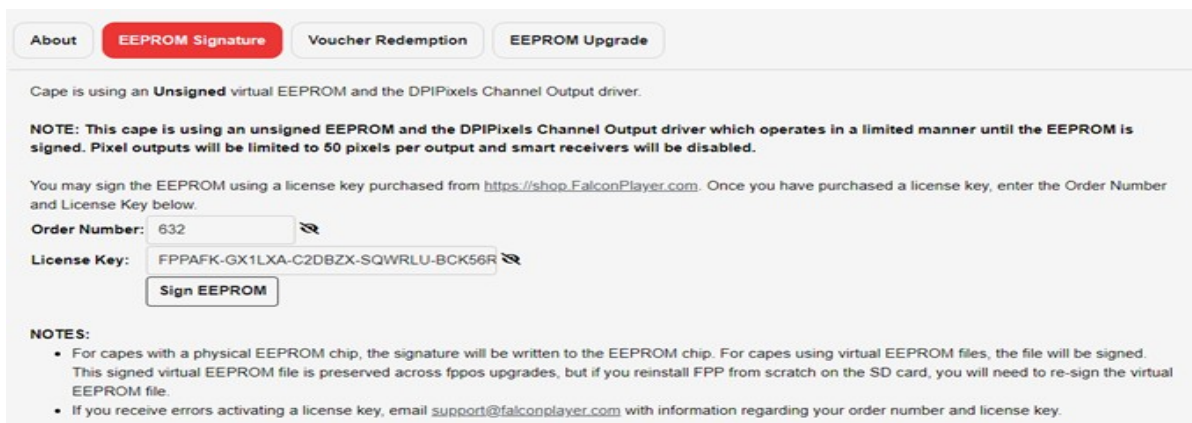 About EEPROM Signature Voucher Redemption EEPROM Upgrade
Cape is using an Unsigned virtual EEPROM and the DPIPixels Channel Output driver.
NOTE: This cape is using an unsigned EEPROM and the DPIPixels Channel Output driver which operates in a limited manner until the EEPROM is
signed. Pixel outputs will be limited to 50 pixels per output and smart receivers will be disabled.
You may sign the EEPROM using a license key purchased from https://shop.FalconPlayer.com. Once you have purchased a license key, enter the Order Number
and License Key below.
Order Number: 632
License Key: FPPAFK-GX1LXA-C2DBZX-SQWRLU-BCK56R
Sign EEPROM
NOTES:
• For capes with a physical EEPROM chip, the signature will be written to the EEPROM chip. For capes using virtual EEPROM files, the file will be signed.
This signed virtual EEPROM file is preserved across fppos upgrades, but if you reinstall FPP from scratch on the SD card, you will need to re-sign the virtual
EEPROM file.
• If you receive errors activating a license key, email support@falconplayer.com with information regarding your order number and license key.